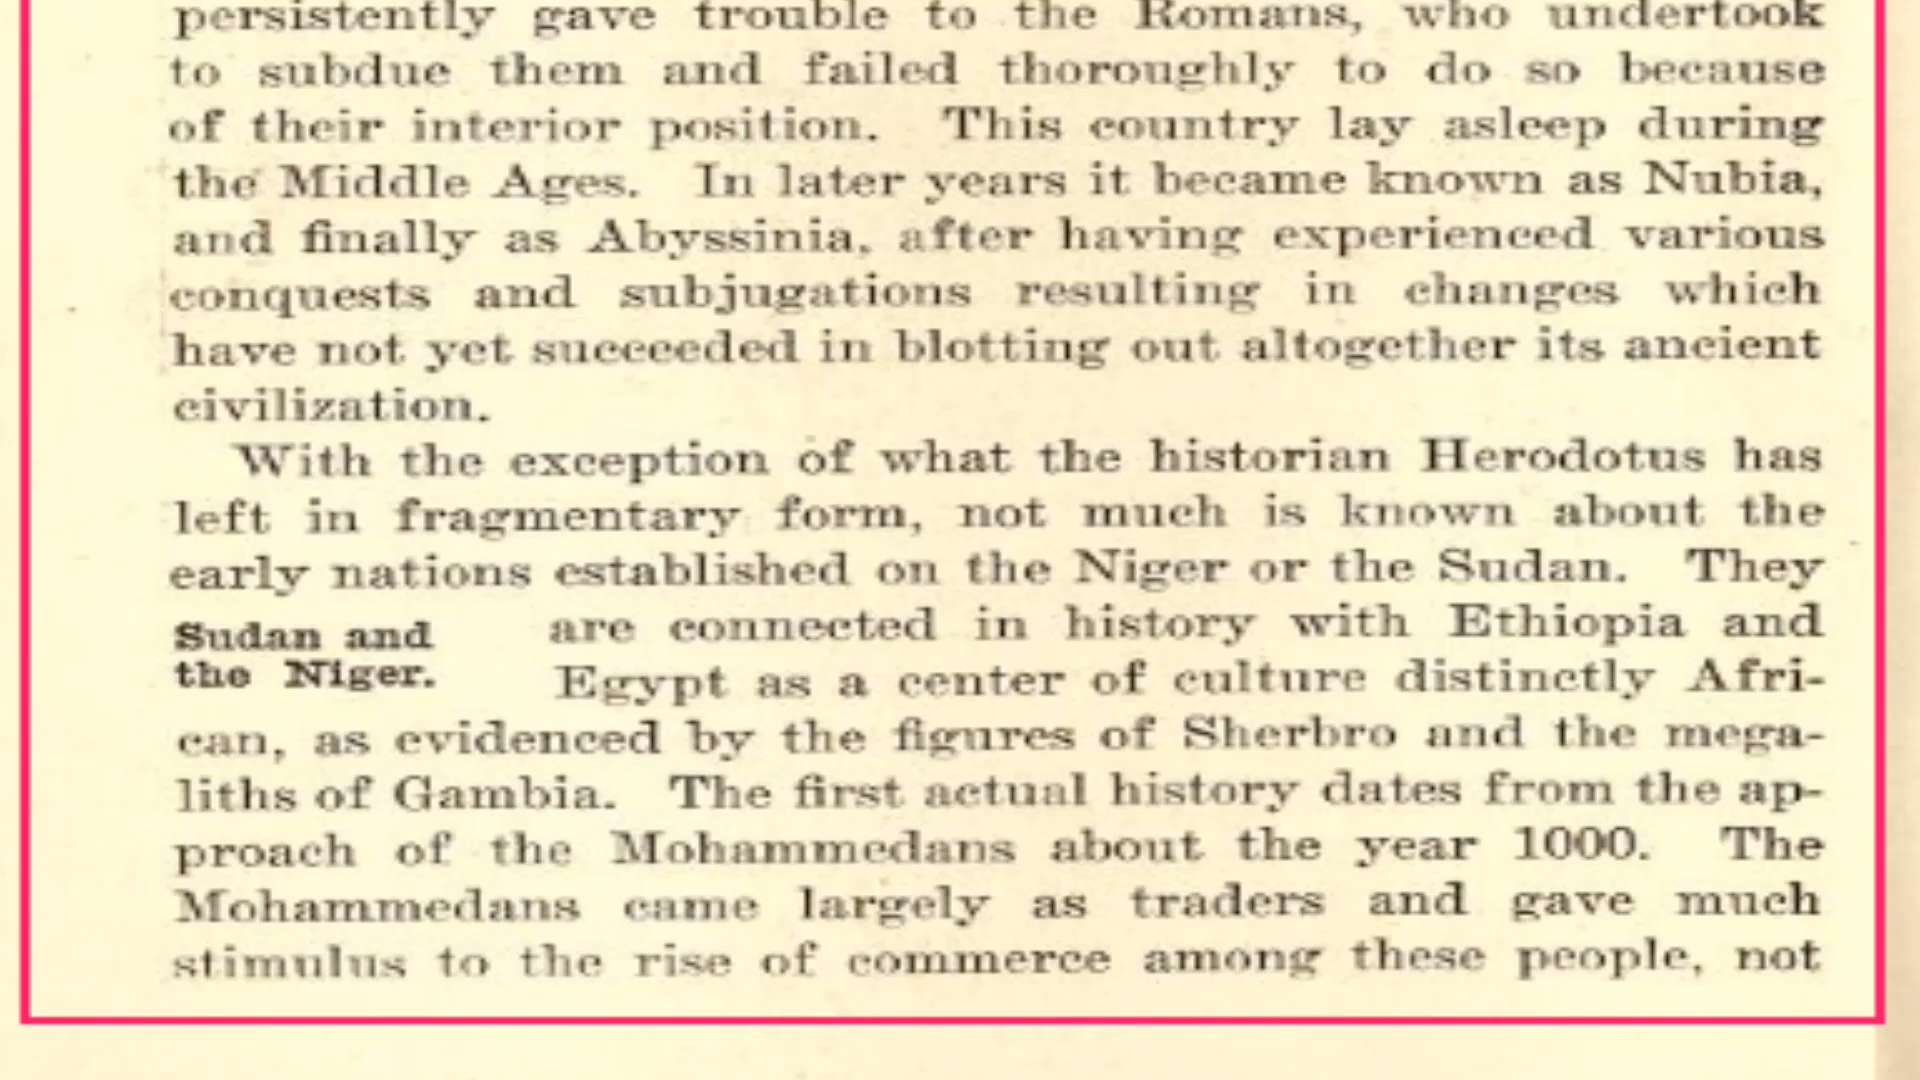 persistently gave trouble to the Romans, who undertook
to subdue them and failed thoroughly to do so because
of their interior position. This country lay asleep during
the Middle Ages. In later years it became known as Nubia,
and finally as Abyssinia, after having experienced various
conquests and subjugations resulting in changes which
have not yet succeeded in blotting out altogether its ancient
civilization.
With the exception of what the historian Herodotus has
left in fragmentary form, not much is known about the
early nations established on the Niger or the Sudan. They
Sudan and
the Niger.
are connected in history with Ethiopia and
Egypt as a center of culture distinctly Afri-
can, as evidenced by the figures of Sherbro and the mega-
liths of Gambia. The first actual history dates from the ap-
proach of the Mohammedans about the year 1000. The
Mohammedans came largely as traders and gave much
stimulus to the rise of commerce among these people, not